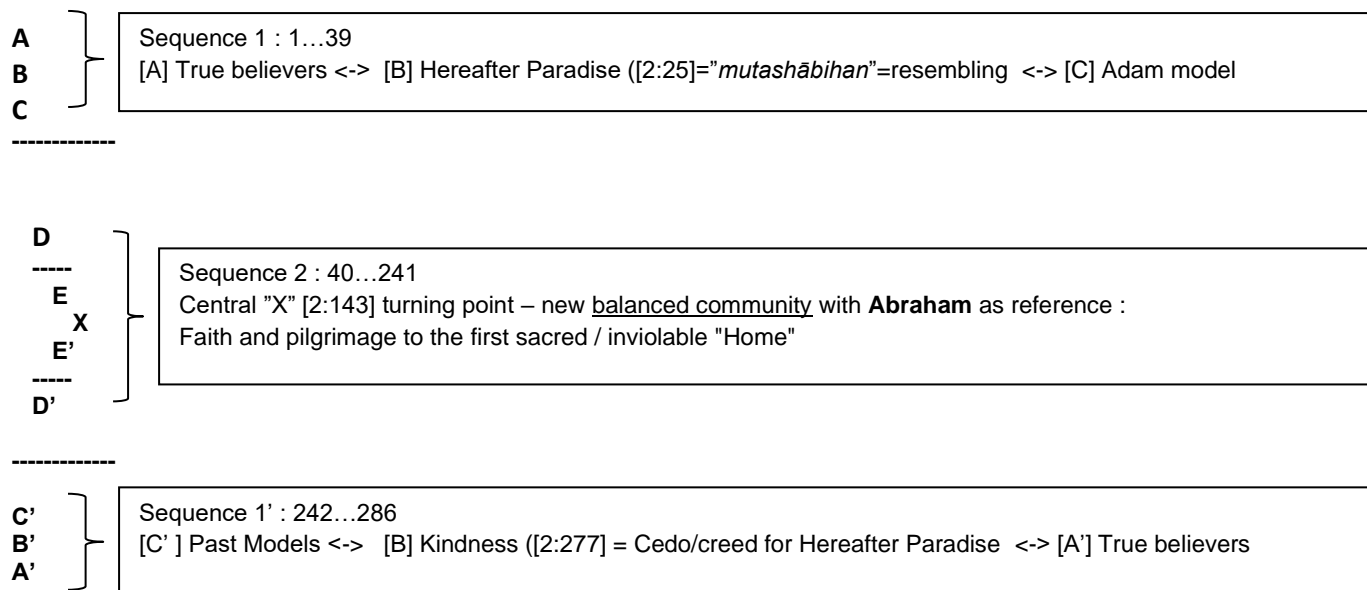 A
B
C
Sequence 1 : 1…39
[A] True believers <-> [B] Hereafter Paradise ([2:25]=”mutashābihan”=resembling <-> [C] Adam model
-------------
D
-----
E
X
E’
-----
D’
Sequence 2 : 40…241
Central ”X” [2:143] turning point – new balanced community with Abraham as reference :
Faith and pilgrimage to the first sacred / inviolable "Home"
-------------
C’
B’
A’
Sequence 1’ : 242…286
[C’ ] Past Models <-> [B] Kindness ([2:277] = Cedo/creed for Hereafter Paradise <-> [A’] True believers